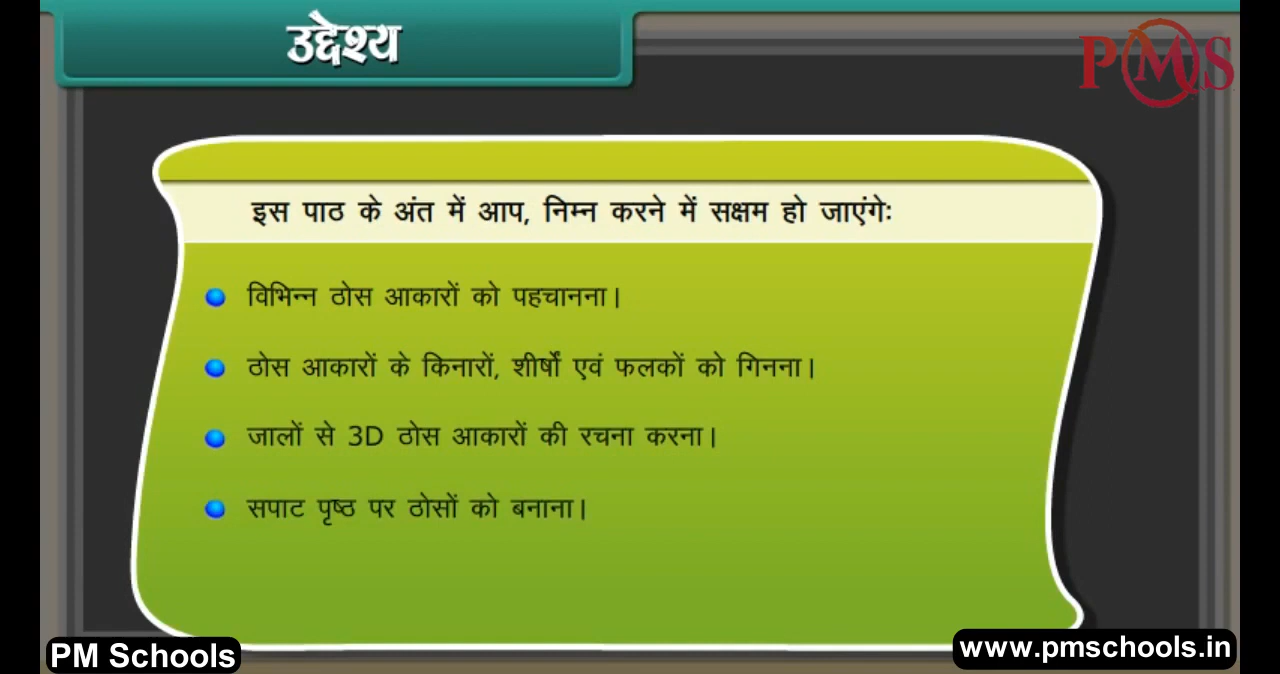 उद्देश्य
PMS
इस पाठ के अंत में आप, निम्न करने में सक्षम हो जाएंगेः
विभिन्न ठोस आकारों को पहचानना।
ठोस आकारों के किनारों, शीर्षों एवं फलकों को गिनना।
जालों से 3D ठोस आकारों की रचना करना।
सपाट पृष्ठ पर ठोसों को बनाना।
PM Schools
www.pmschools.in